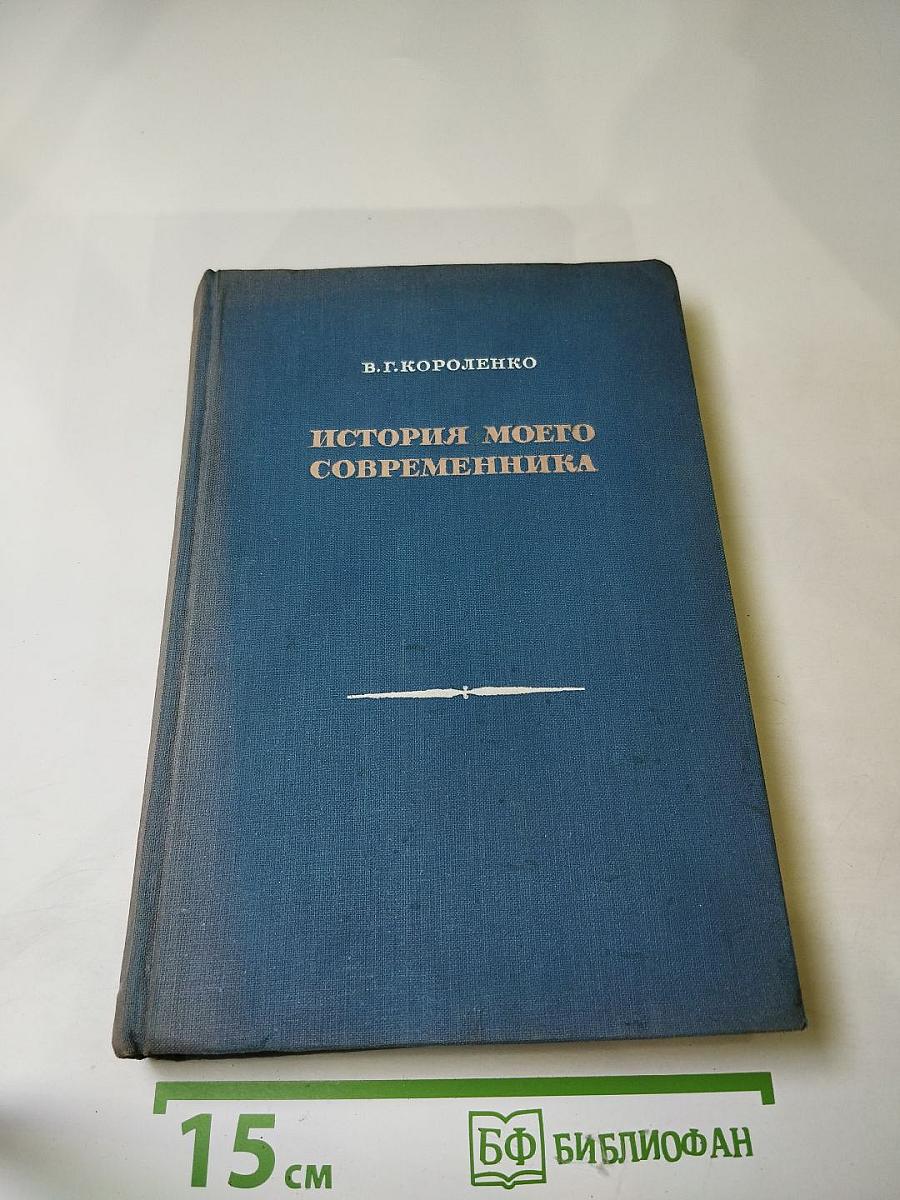 В. Г. КОРОЛЕНКО
ИСТОРИЯ МОЕГО
СОВРЕМЕННИКА
15 см
БФ БИБЛИОФАН